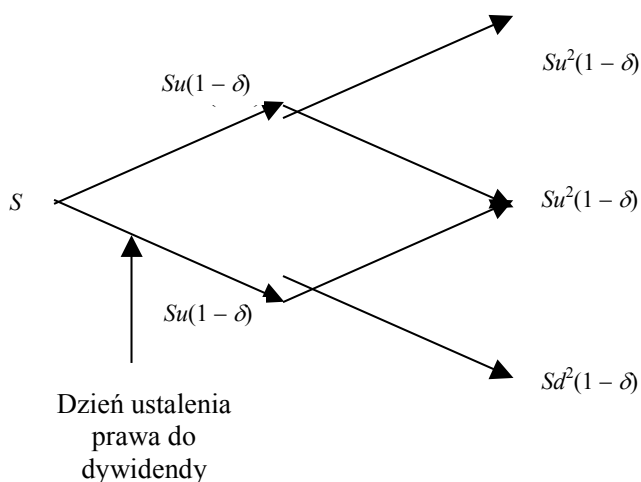 Su²(1 – δ)
Su(1 – δ)
S
Su²(1 – δ)
Su(1 – δ)
Sd²(1 – δ)
Dzień ustalenia
prawa do
dywidendy